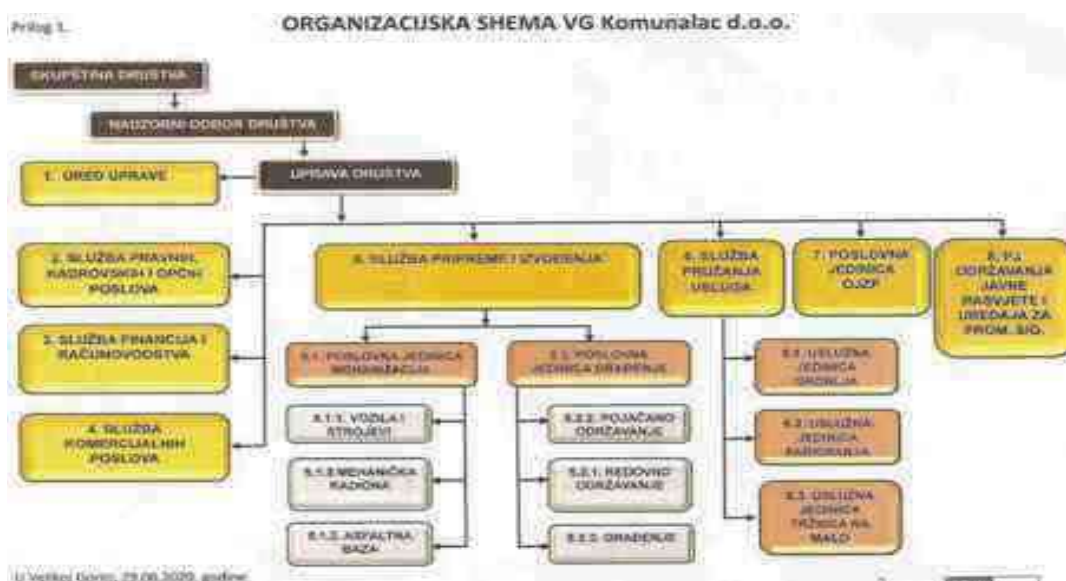 Prilog 1.
ORGANIZACIJSKA SHEMA VG Komunalac d.o.o.
SKUPŠTINA DRUŠTVA
NADZORNI ODBOR DRUŠTVA
UPRAVA DRUŠTVA
1. URED UPRAVE
2. SLUŽBA PRAVNIH,
KADROVSKIH I OPĆIH
POSLOVA
3. SLUŽBA FINANCIJA I
RAČUNOVODSTVA
4. SLUŽBA
KOMERCIJALNIH
POSLOVA
5. SLUŽBA PRIPREME I IZVOĐENJA
5.1. POSLOVNA JEDINICA
MEHANIZACIJA
5.1.1. VOZILA I
STROJEVI
5.1.2 MEHANIČKA
RADIONA
5.1.3. ASFALTNA
BAZA
5.2. POSLOVNA
JEDINICA GRAĐENJE
5.2.2. POJAČANO
ODRŽAVANJE
5.2.1. REDOVNO
ODRŽAVANJE
5.2.3. GRAĐENJE
6. SLUŽBA
PRUŽANJA
USLUGA
6.1. USLUŽNA
JEDINICA
GROBLJA
6.2. USLUŽNA
JEDINICA
PARKIRANJA
6.3. USLUŽNA
JEDINICA
TRŽNICA NA
MALO
7. POSLOVNA
JEDINICA
OJZP
8. PJ
ODRŽAVANJA
JAVNE
RASVJETE I
UREĐAJA ZA
PROM. SIG.
U Velikoj Gorici, 29.06.2020. godine